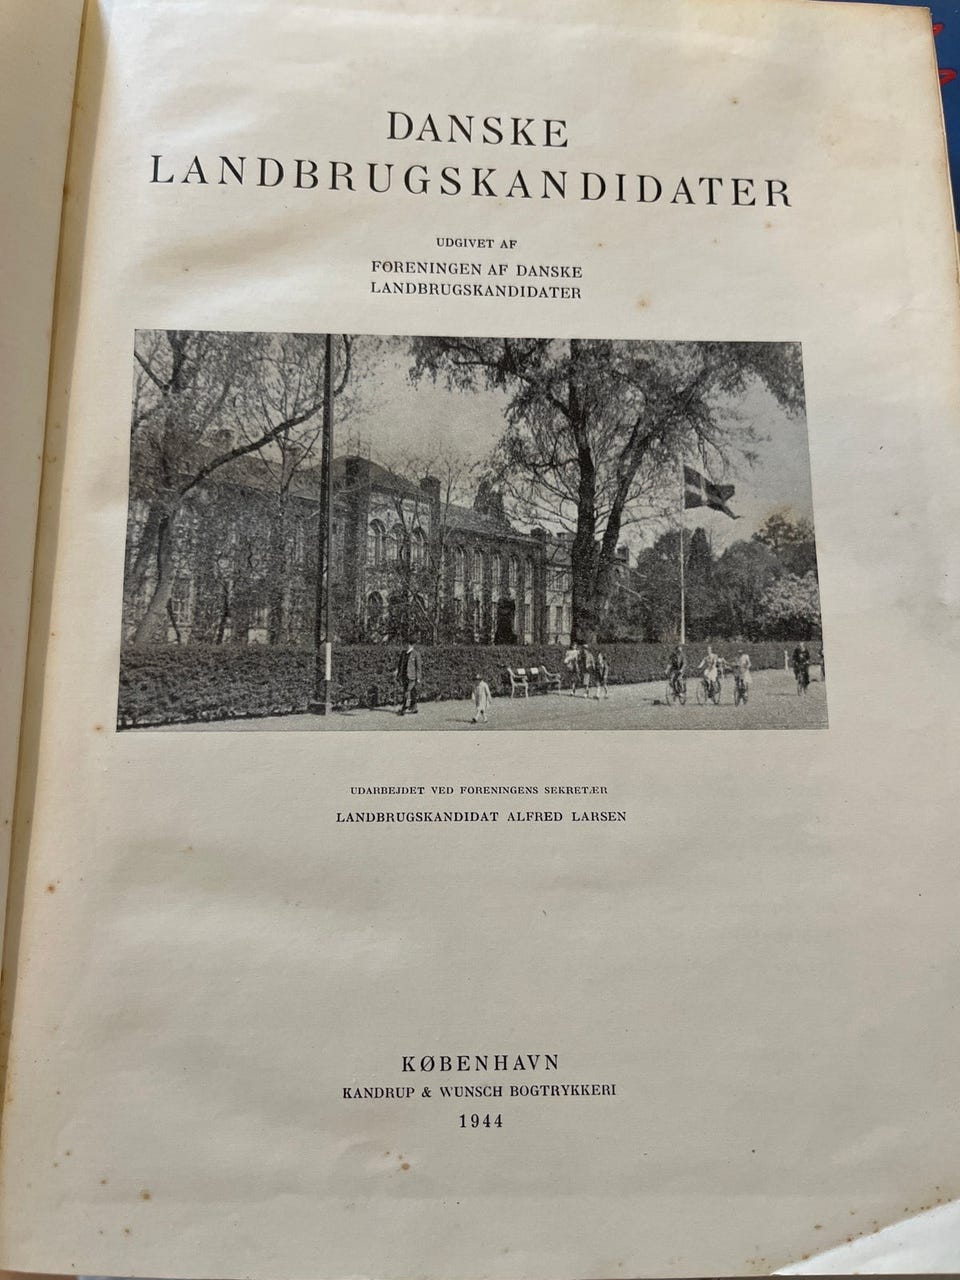 DANSKE
LANDBRUGSKANDIDATER
UDGIVET AF
FORENINGEN AF DANSKE
LANDBRUGSKANDIDATER
UDARBEJDET VED FORENINGENS SEKRETÆR
LANDBRUGSKANDIDAT ALFRED LARSEN
KØBENHAVN
KANDRUP & WUNSCH BOGTRYKKERI
1944